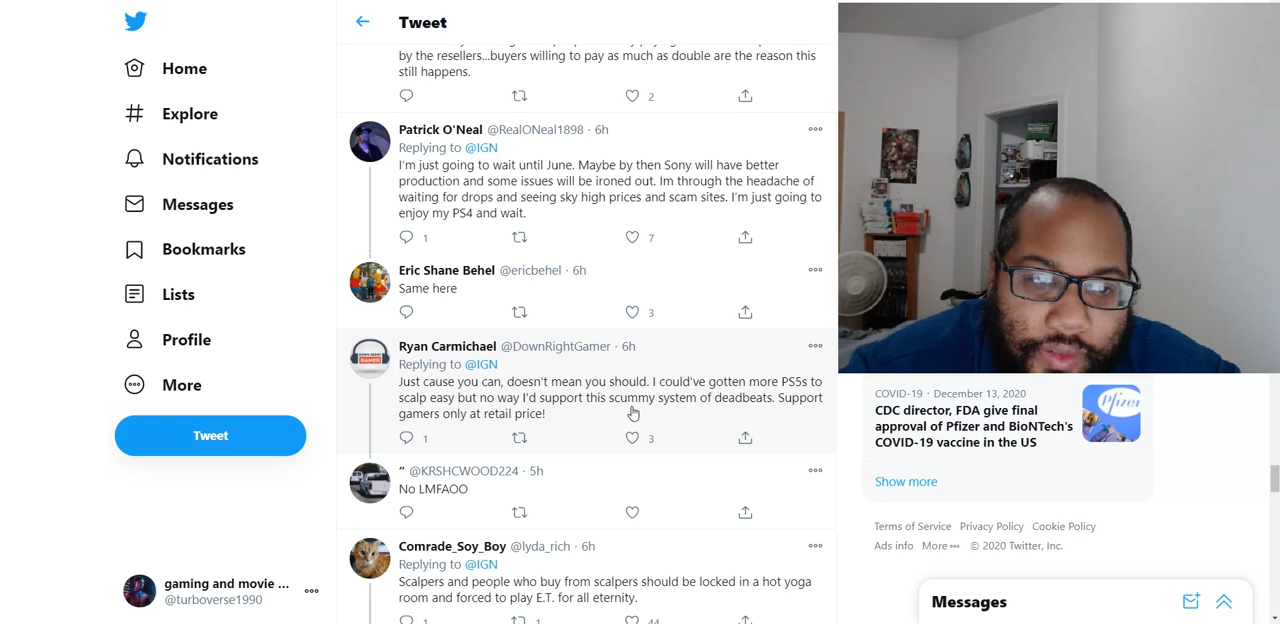 Tweet
by the resellers...buyers willing to pay as much as double are the reason this
still happens.
2
Patrick O'Neal @RealONeal1898 · 6h
Replying to @IGN
I'm just going to wait until June. Maybe by then Sony will have better
production and some issues will be ironed out. Im through the headache of
waiting for drops and seeing sky high prices and scam sites. I'm just going to
enjoy my PS4 and wait.
1 7
Eric Shane Behel @ericbehel · 6h
Same here
3
Ryan Carmichael @DownRightGamer · 6h
Replying to @IGN
Just cause you can, doesn't mean you should. I could've gotten more PS5s to
scalp easy but no way I'd support this scummy system of deadbeats. Support
gamers only at retail price!
1 3
“ @KRSHCWOOD224 · 5h
No LMFAOO
Comrade_Soy_Boy @lyda_rich · 6h
Replying to @IGN
Scalpers and people who buy from scalpers should be locked in a hot yoga
room and forced to play E.T. for all eternity.
1 1 44
Home
Explore
Notifications
Messages
Bookmarks
Lists
Profile
More
Tweet
gaming and movie ...
@turboverse1990
COVID-19 · December 13, 2020
CDC director, FDA give final
approval of Pfizer and BioNTech's
COVID-19 vaccine in the US
Pfizer
Show more
Terms of Service Privacy Policy Cookie Policy
Ads info More © 2020 Twitter, Inc.
Messages